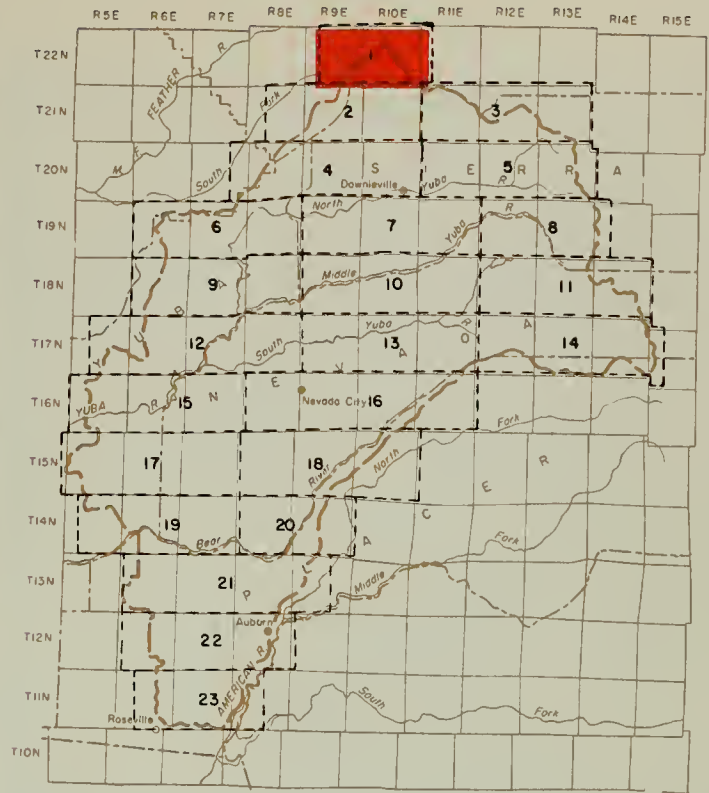 R5E R6E R7E R8E R9E R10E R11E R12E R13E R14E R15E
T22N 1
FEATHER R
M F
T21N Fork 2 3
T20N South 4 S E R R A 5
Downieville Yuba R
T19N 6 North 7 Yuba R 8
T18N 9 Middle 10 11
Y U B A
T17N 12 South Yuba R 13 14
N E V A D A
T16N YUBA R 15 Nevada City 16 Fork
T15N 17 18 River North
P L A C E R
T14N 19 Bear 20 Fork
T13N 21 Middle
T12N 22 Auburn
T11N 23 AMERICAN R South Fork
Roseville
T10N